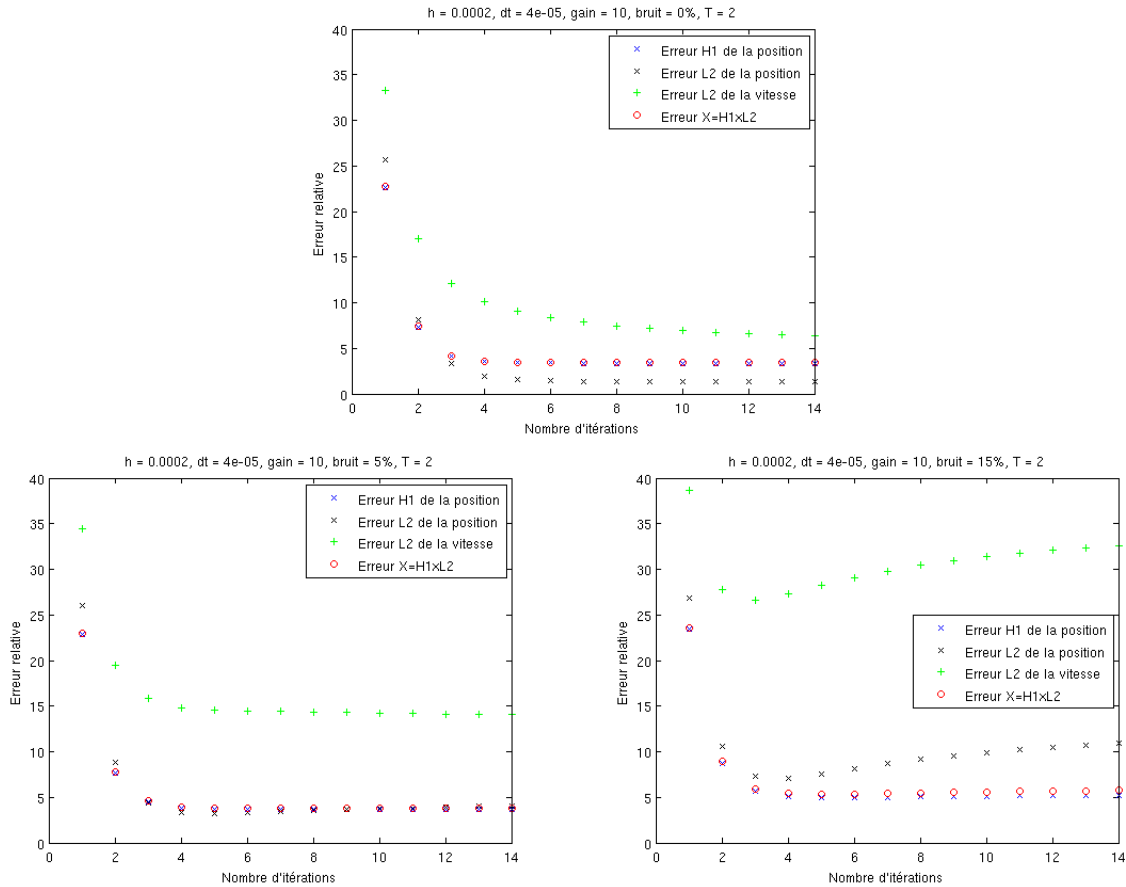 h = 0.0002, dt = 4e-05, gain = 10, bruit = 0%, T = 2
40
35
30
25
20
15
10
5
0
Erreur relative
Erreur H1 de la position
Erreur L2 de la position
Erreur L2 de la vitesse
Erreur X=H1xL2
0 2 4 6 8 10 12 14
Nombre d'itérations
h = 0.0002, dt = 4e-05, gain = 10, bruit = 5%, T = 2
40
35
30
25
20
15
10
5
0
Erreur relative
Erreur H1 de la position
Erreur L2 de la position
Erreur L2 de la vitesse
Erreur X=H1xL2
0 2 4 6 8 10 12 14
Nombre d'itérations
h = 0.0002, dt = 4e-05, gain = 10, bruit = 15%, T = 2
40
35
30
25
20
15
10
5
0
Erreur relative
Erreur H1 de la position
Erreur L2 de la position
Erreur L2 de la vitesse
Erreur X=H1xL2
0 2 4 6 8 10 12 14
Nombre d'itérations